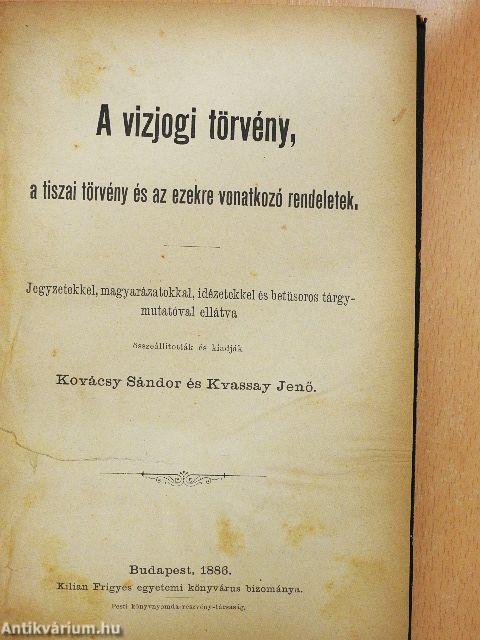 A vizjogi törvény,
a tiszai törvény és az ezekre vonatkozó rendeletek.
Jegyzetekkel, magyarázatokkal, idézetekkel és betűsoros tárgy-
mutatóval ellátva
összeállították és kiadják
Kovácsy Sándor és Kvassay Jenő.
Budapest, 1886.
Kilian Frigyes egyetemi könyvárus bizománya.
Pesti könyvnyomda-részvény-társaság.
Antikvárium.hu